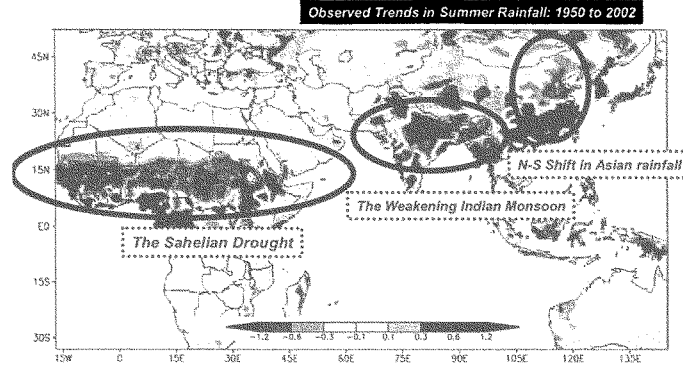 Observed Trends in Summer Rainfall: 1950 to 2002
45N
30N
15N
EQ
15S
30S
N-S Shift in Asian rainfall
The Weakening Indian Monsoon
The Sahelian Drought
-1.2 -0.6 -0.3 -0.1 0.1 0.3 0.6 1.2
15W 0 15E 30E 45E 60E 75E 90E 105E 120E 135E